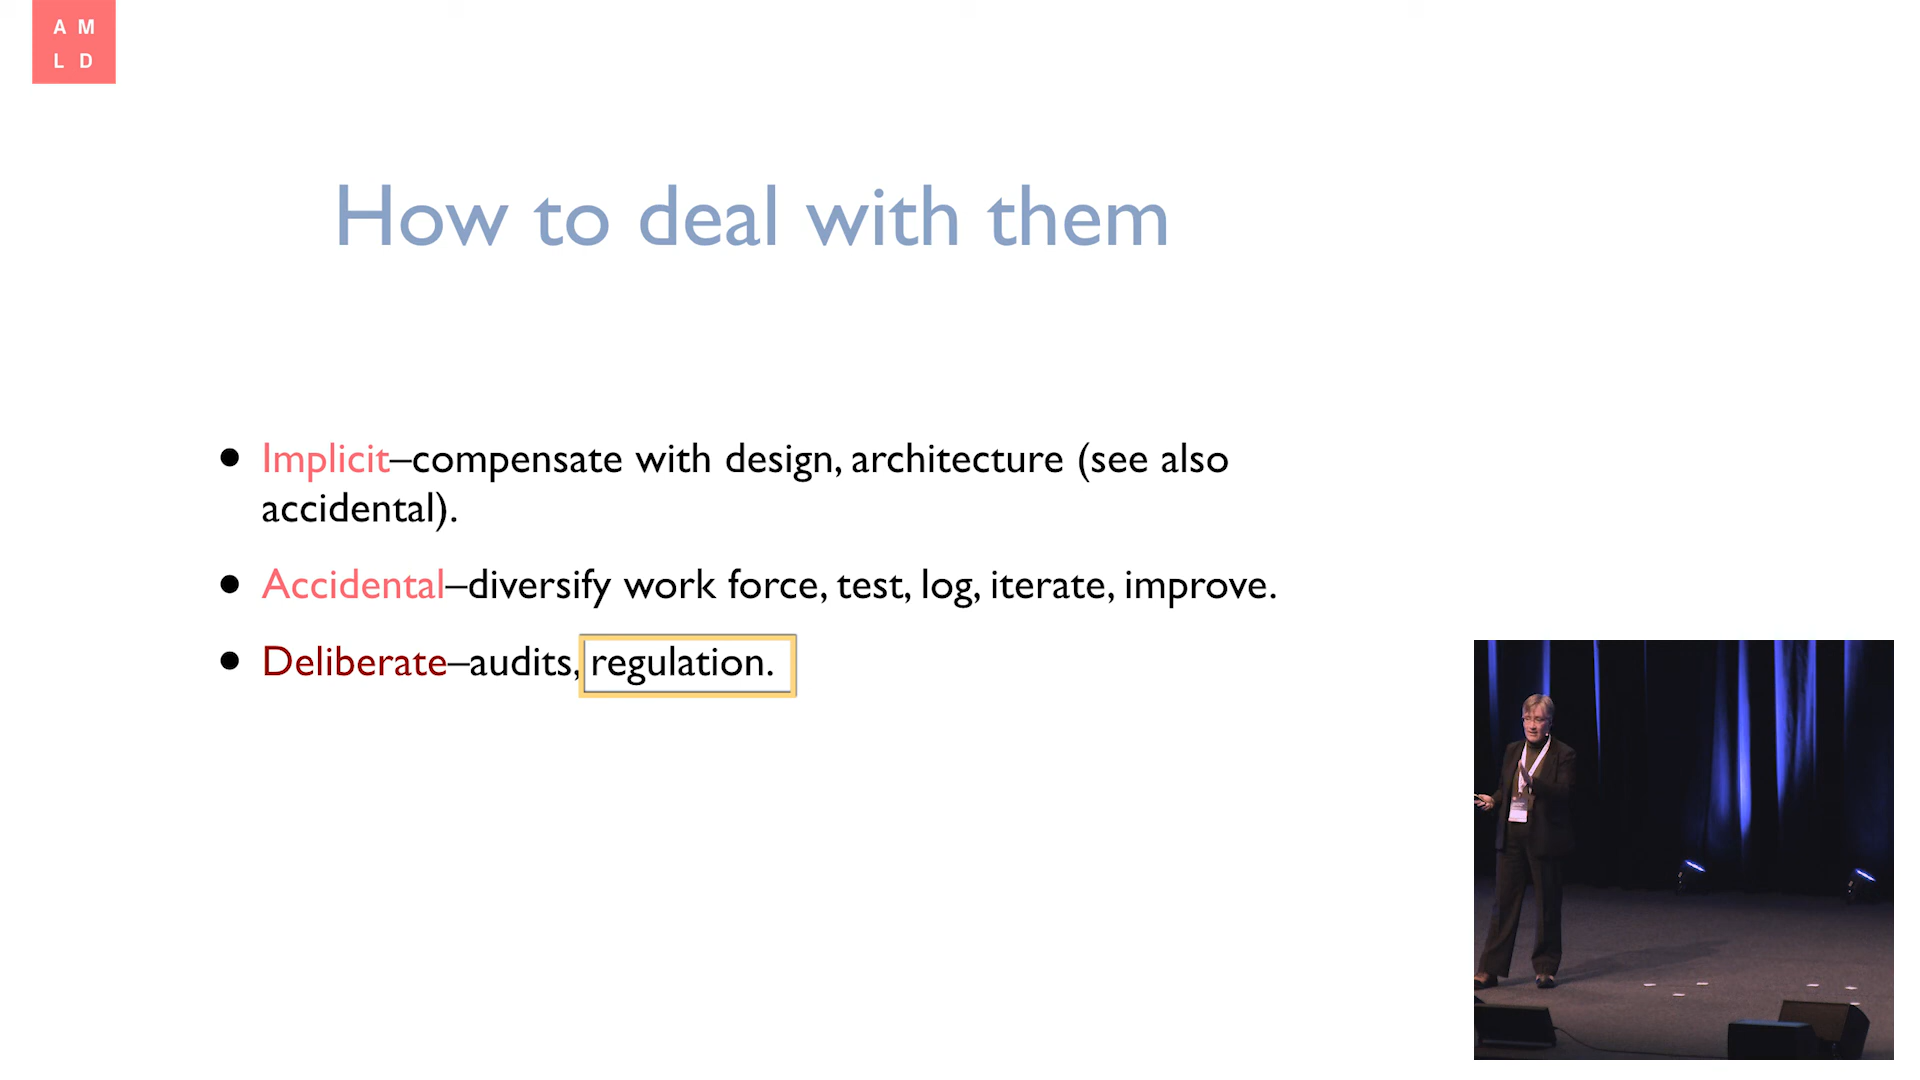 A M
L D
How to deal with them
• Implicit–compensate with design, architecture (see also
accidental).
• Accidental–diversify work force, test, log, iterate, improve.
• Deliberate–audits, regulation.